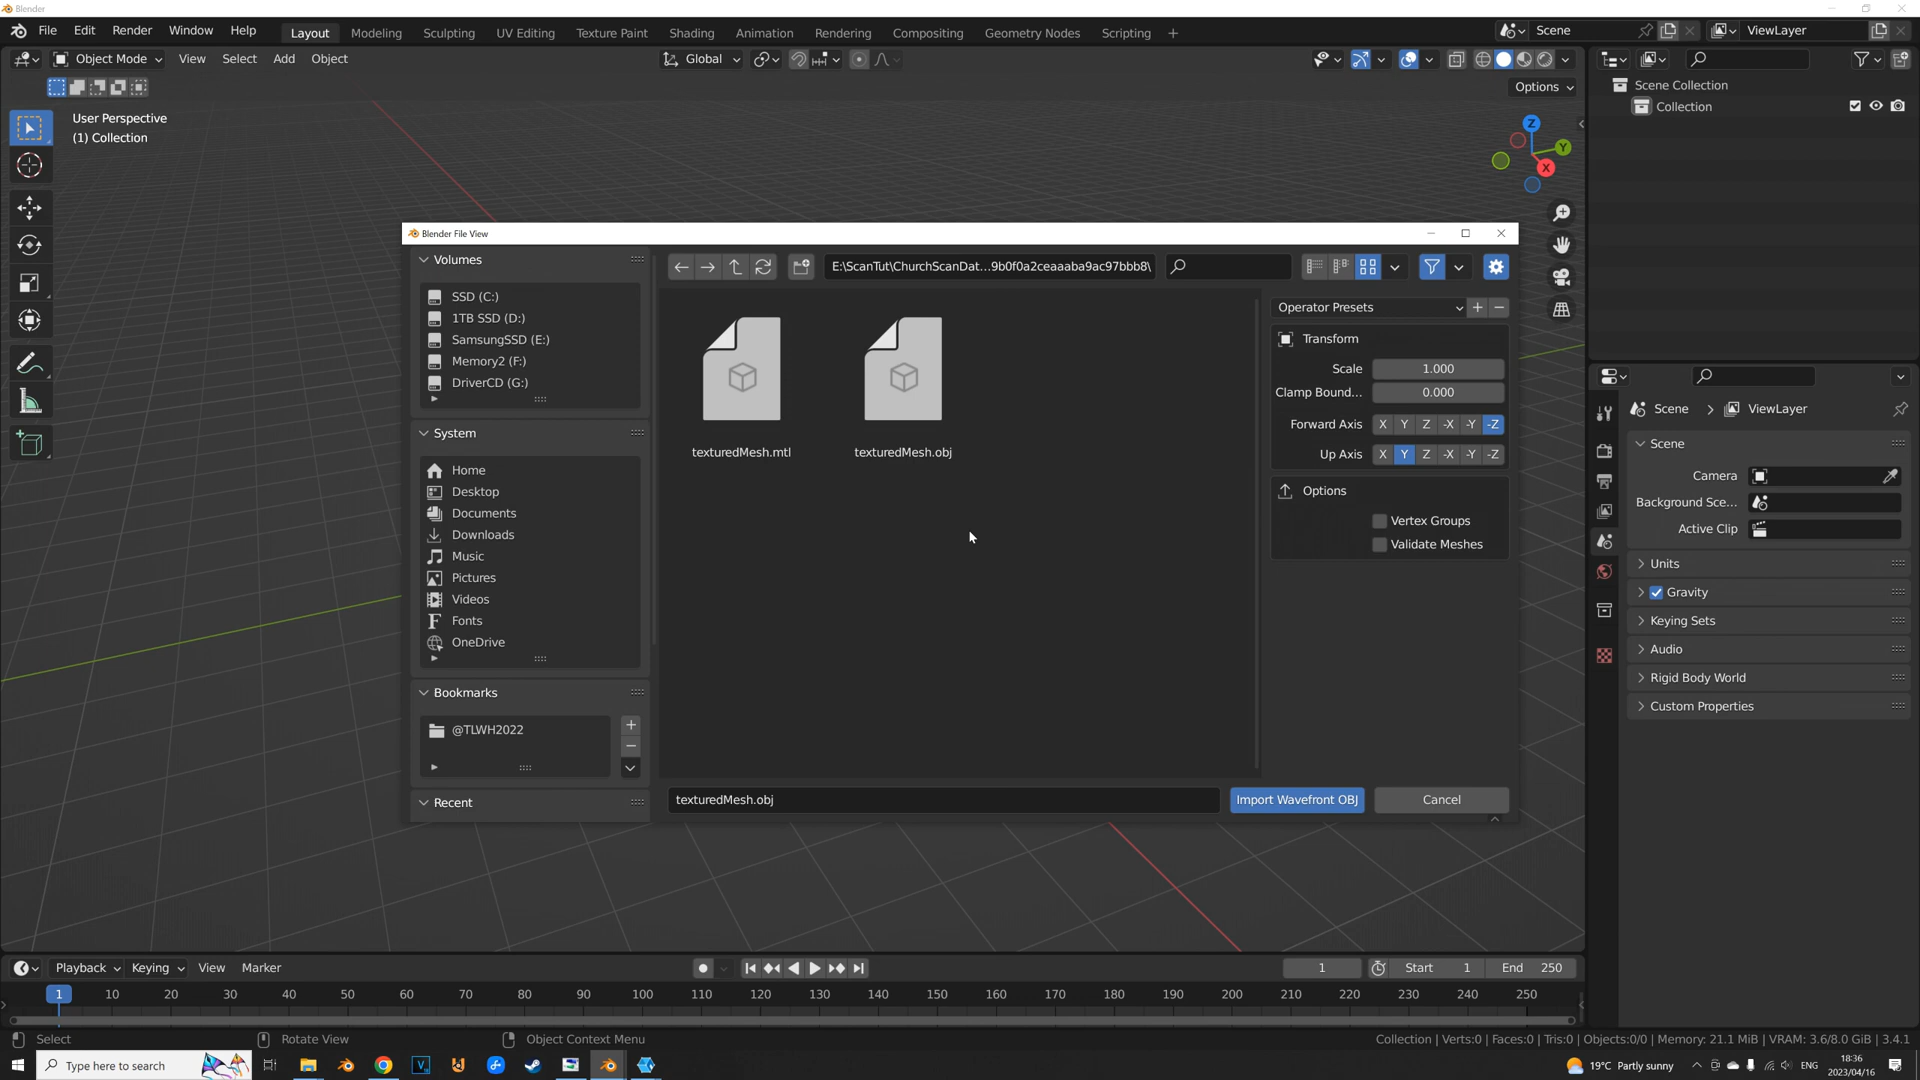 Blender
File Edit Render Window Help Layout Modeling Sculpting UV Editing Texture Paint Shading Animation Rendering Compositing Geometry Nodes Scripting + Scene ViewLayer
Object Mode View Select Add Object Global
Options
User Perspective
(1) Collection
Z
Y
X
Scene Collection
Collection
Blender File View
Volumes
SSD (C:)
1TB SSD (D:)
SamsungSSD (E:)
Memory2 (F:)
DriverCD (G:)
System
Home
Desktop
Documents
Downloads
Music
Pictures
Videos
Fonts
OneDrive
Bookmarks
@TLWH2022
Recent
E:\ScanTut\ChurchScanDat...9b0f0a2ceaaaba9ac97bbb8\
texturedMesh.mtl
texturedMesh.obj
Operator Presets
Transform
Scale 1.000
Clamp Bound... 0.000
Forward Axis X Y Z -X -Y -Z
Up Axis X Y Z -X -Y -Z
Options
Vertex Groups
Validate Meshes
texturedMesh.obj
Import Wavefront OBJ
Cancel
Scene ViewLayer
Scene
Camera
Background Sce...
Active Clip
Units
Gravity
Keying Sets
Audio
Rigid Body World
Custom Properties
Playback Keying View Marker
1 Start 1 End 250
1 10 20 30 40 50 60 70 80 90 100 110 120 130 140 150 160 170 180 190 200 210 220 230 240 250
Select Rotate View Object Context Menu
Collection | Verts:0 | Faces:0 | Tris:0 | Objects:0/0 | Memory: 21.1 MiB | VRAM: 3.6/8.0 GiB | 3.4.1
Type here to search
19°C Partly sunny
ENG
18:36
2023/04/16